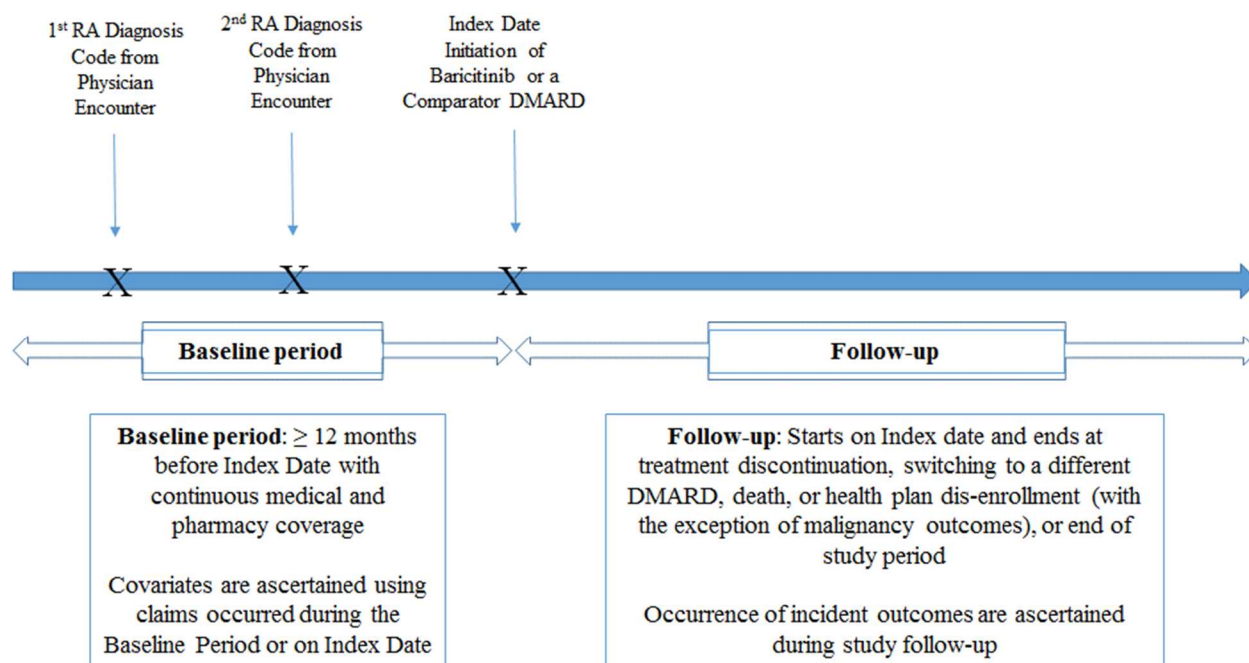 1st RA Diagnosis
Code from
Physician
Encounter
2nd RA Diagnosis
Code from
Physician
Encounter
Index Date
Initiation of
Baricitinib or a
Comparator DMARD
X
X
X
Baseline period
Follow-up
Baseline period: ≥ 12 months
before Index Date with
continuous medical and
pharmacy coverage
Covariates are ascertained using
claims occurred during the
Baseline Period or on Index Date
Follow-up: Starts on Index date and ends at
treatment discontinuation, switching to a different
DMARD, death, or health plan dis-enrollment (with
the exception of malignancy outcomes), or end of
study period
Occurrence of incident outcomes are ascertained
during study follow-up